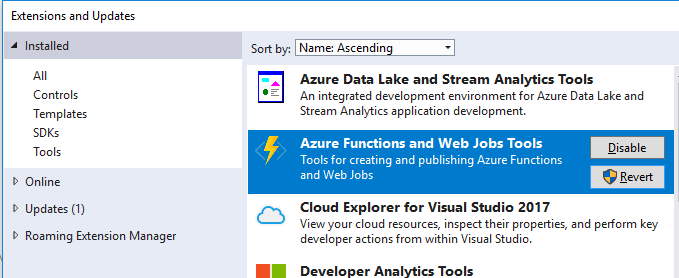 Extensions and Updates
Installed
All
Controls
Templates
SDKs
Tools
Online
Updates (1)
Roaming Extension Manager
Sort by: Name: Ascending
Azure Data Lake and Stream Analytics Tools
An integrated development environment for Azure Data Lake and
Stream Analytics application development.
Azure Functions and Web Jobs Tools
Tools for creating and publishing Azure Functions
and Web Jobs
Disable
Revert
Cloud Explorer for Visual Studio 2017
View your cloud resources, inspect their properties, and perform key
developer actions from within Visual Studio.
Developer Analytics Tools